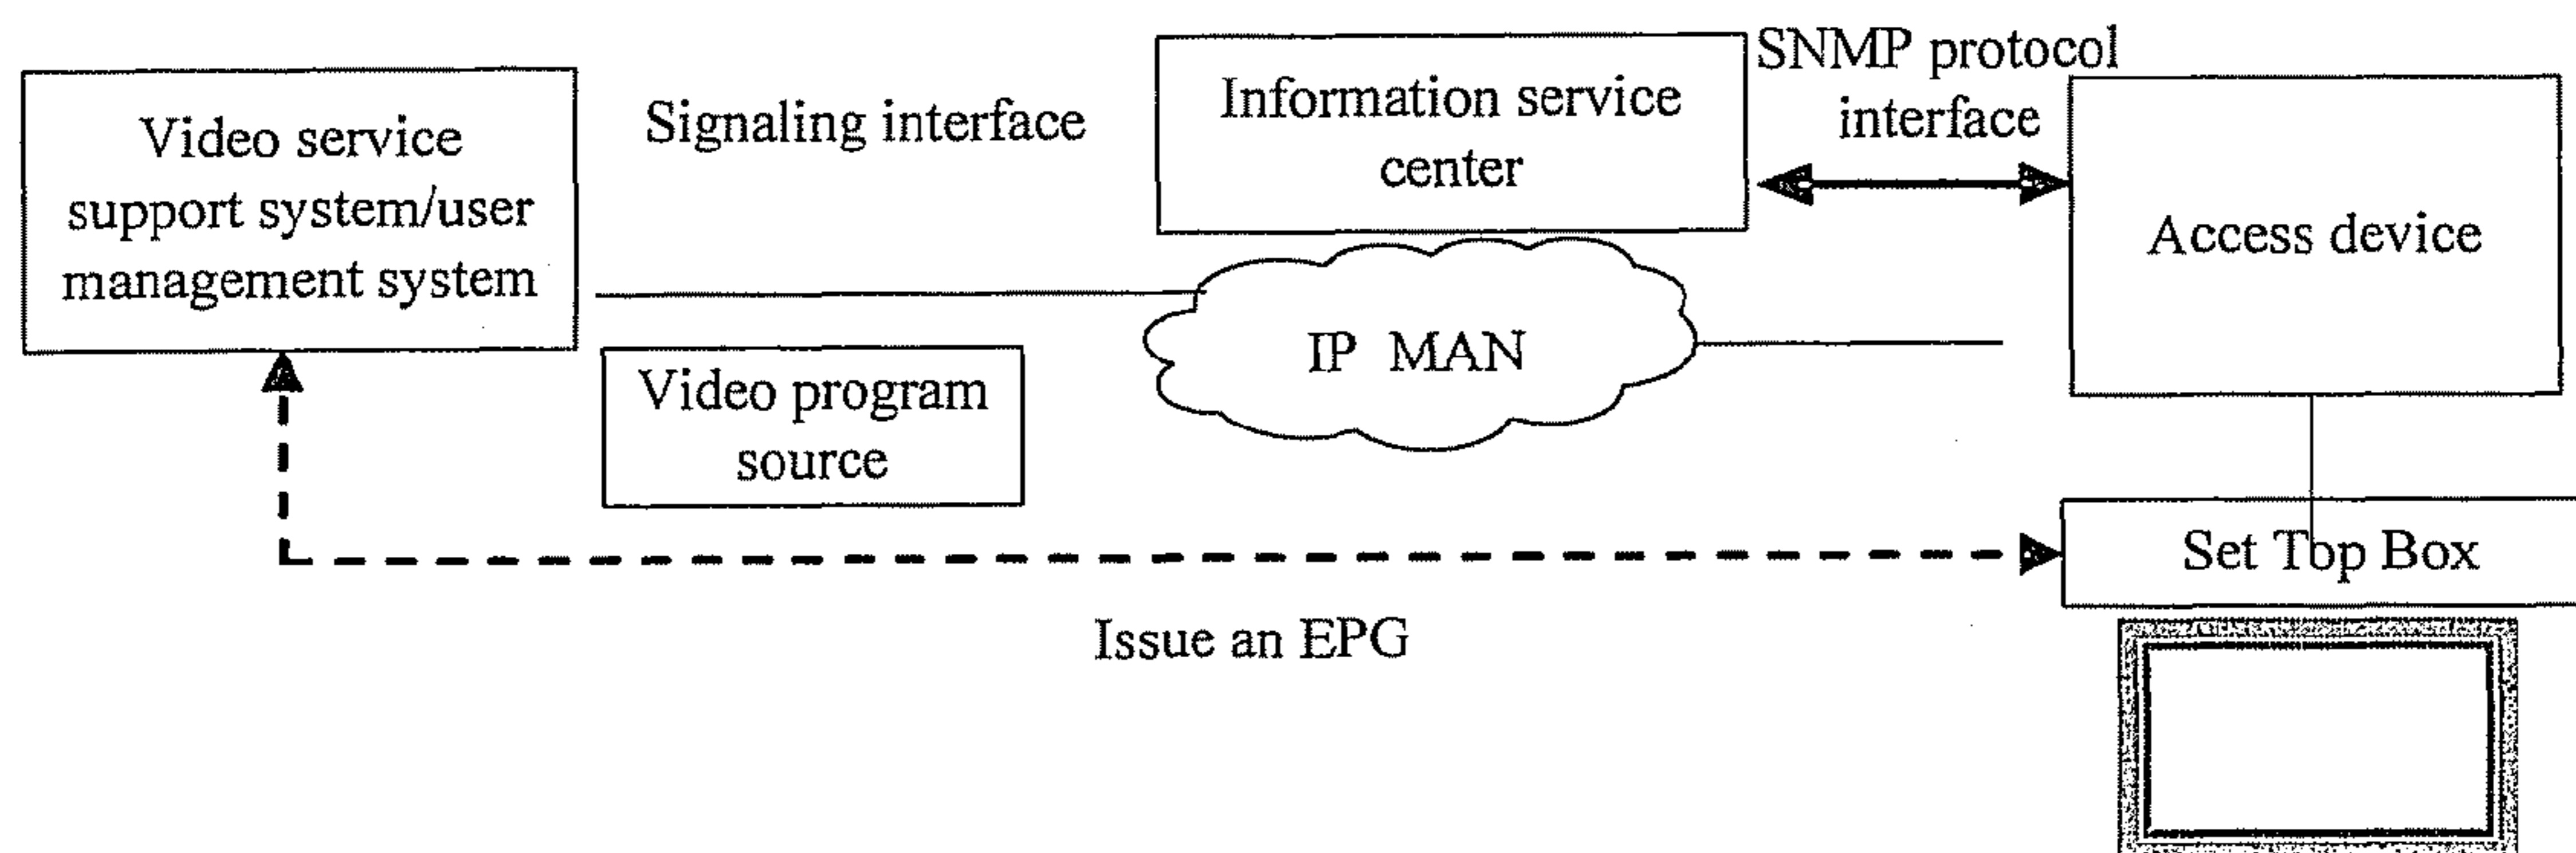 Video service
support system/user
management system
Signaling interface
Information service
center
SNMP protocol
interface
Access device
Video program
source
IP MAN
Set Top Box
Issue an EPG